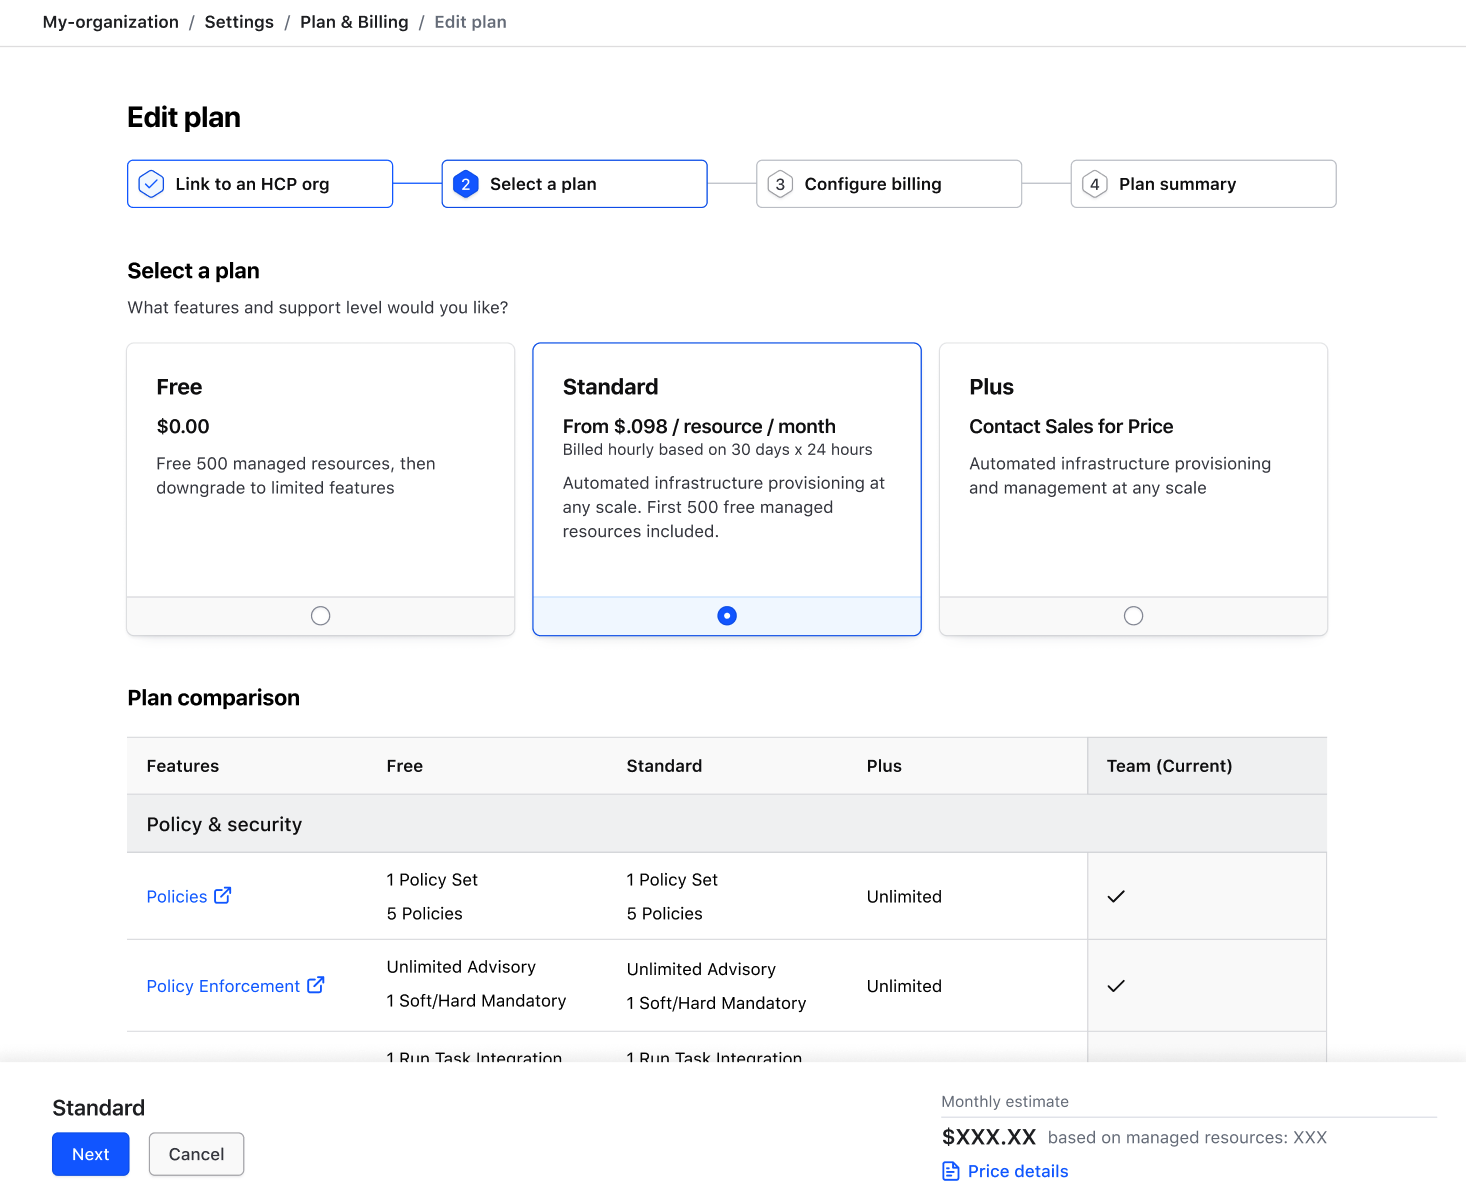 My-organization / Settings / Plan & Billing / Edit plan
Edit plan
Link to an HCP org
2 Select a plan
3 Configure billing
4 Plan summary
Select a plan
What features and support level would you like?
Free
$0.00
Free 500 managed resources, then
downgrade to limited features
Standard
From $.098 / resource / month
Billed hourly based on 30 days x 24 hours
Automated infrastructure provisioning at
any scale. First 500 free managed
resources included.
Plus
Contact Sales for Price
Automated infrastructure provisioning
and management at any scale
Plan comparison
Features Free Standard Plus Team (Current)
Policy & security
Policies
1 Policy Set
5 Policies
1 Policy Set
5 Policies
Unlimited
Policy Enforcement
Unlimited Advisory
1 Soft/Hard Mandatory
Unlimited Advisory
1 Soft/Hard Mandatory
Unlimited
1 Run Task Integration
1 Run Task Integration
Standard
Next
Cancel
Monthly estimate
$XXX.XX based on managed resources: XXX
Price details